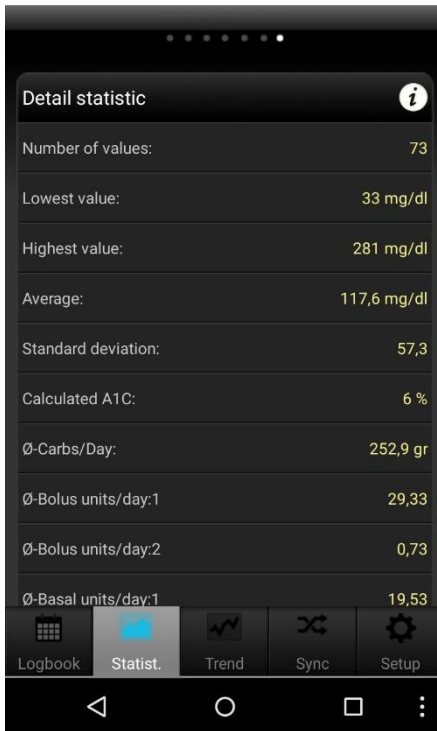 Detail statistic
i
Number of values: 73
Lowest value: 33 mg/dl
Highest value: 281 mg/dl
Average: 117,6 mg/dl
Standard deviation: 57,3
Calculated A1C: 6 %
Ø-Carbs/Day: 252,9 gr
Ø-Bolus units/day:1 29,33
Ø-Bolus units/day:2 0,73
Ø-Basal units/day:1 19,53
Logbook Statist. Trend Sync Setup